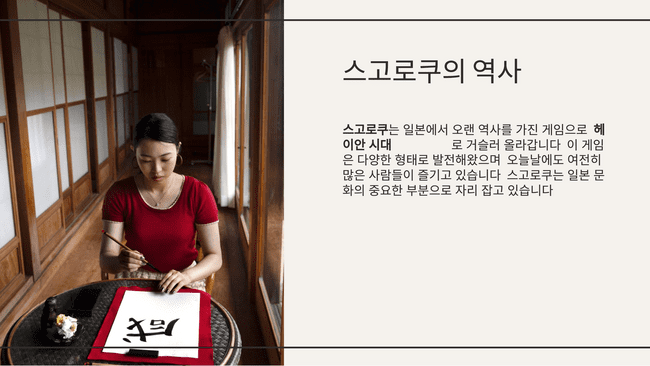 스고로쿠의 역사
스고로쿠는 일본에서 오랜 역사를 가진 게임으로 헤
이안 시대 로 거슬러 올라갑니다 이 게임
은 다양한 형태로 발전해왔으며 오늘날에도 여전히
많은 사람들이 즐기고 있습니다 스고로쿠는 일본 문
화의 중요한 부분으로 자리 잡고 있습니다